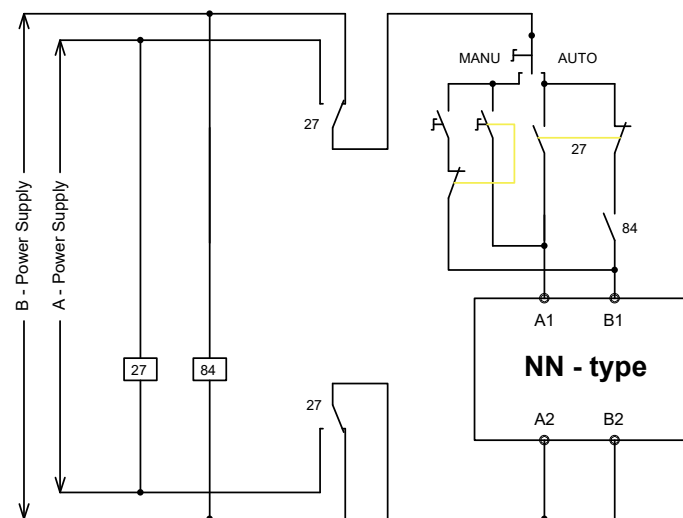 MANU AUTO
27
27
84
B - Power Supply
A - Power Supply
A1 B1
NN - type
27
84
27
A2 B2